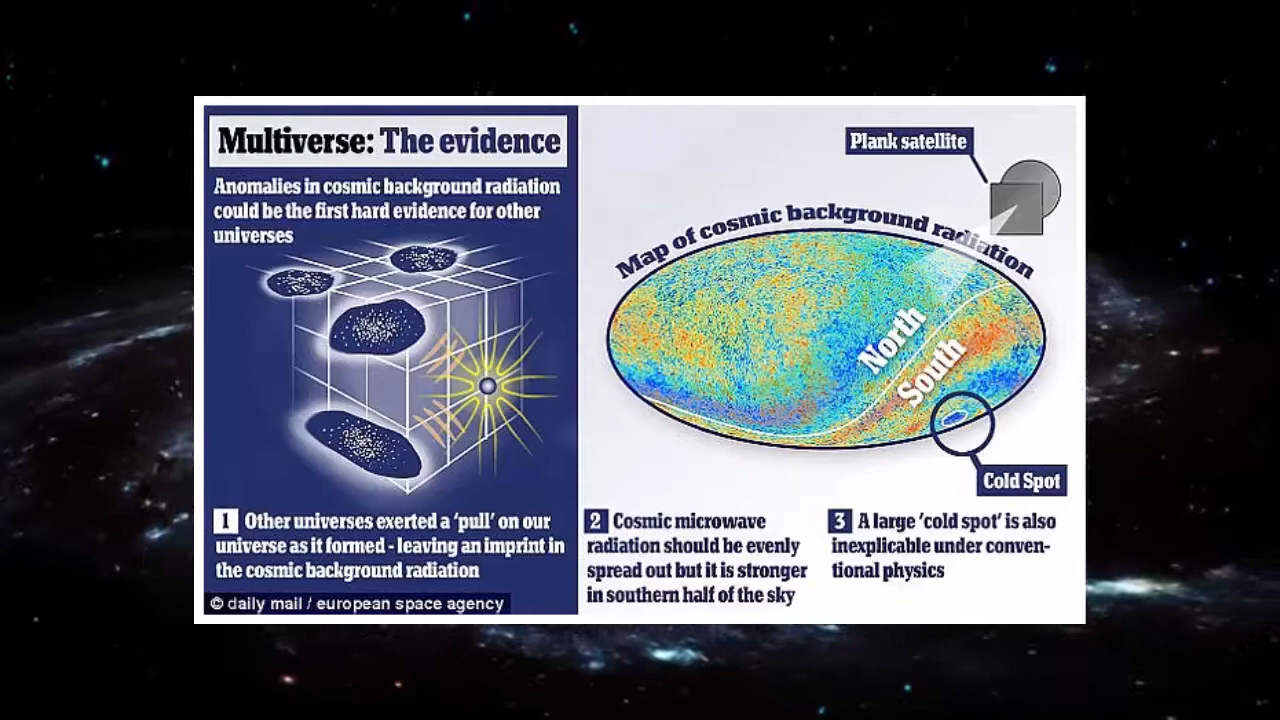 Multiverse: The evidence
Anomalies in cosmic background radiation
could be the first hard evidence for other
universes
1 Other universes exerted a ‘pull’ on our
universe as it formed - leaving an imprint in
the cosmic background radiation
© daily mail / european space agency
Plank satellite
Map of cosmic background radiation
North
South
Cold Spot
2 Cosmic microwave
radiation should be evenly
spread out but it is stronger
in southern half of the sky
3 A large ‘cold spot’ is also
inexplicable under conven-
tional physics